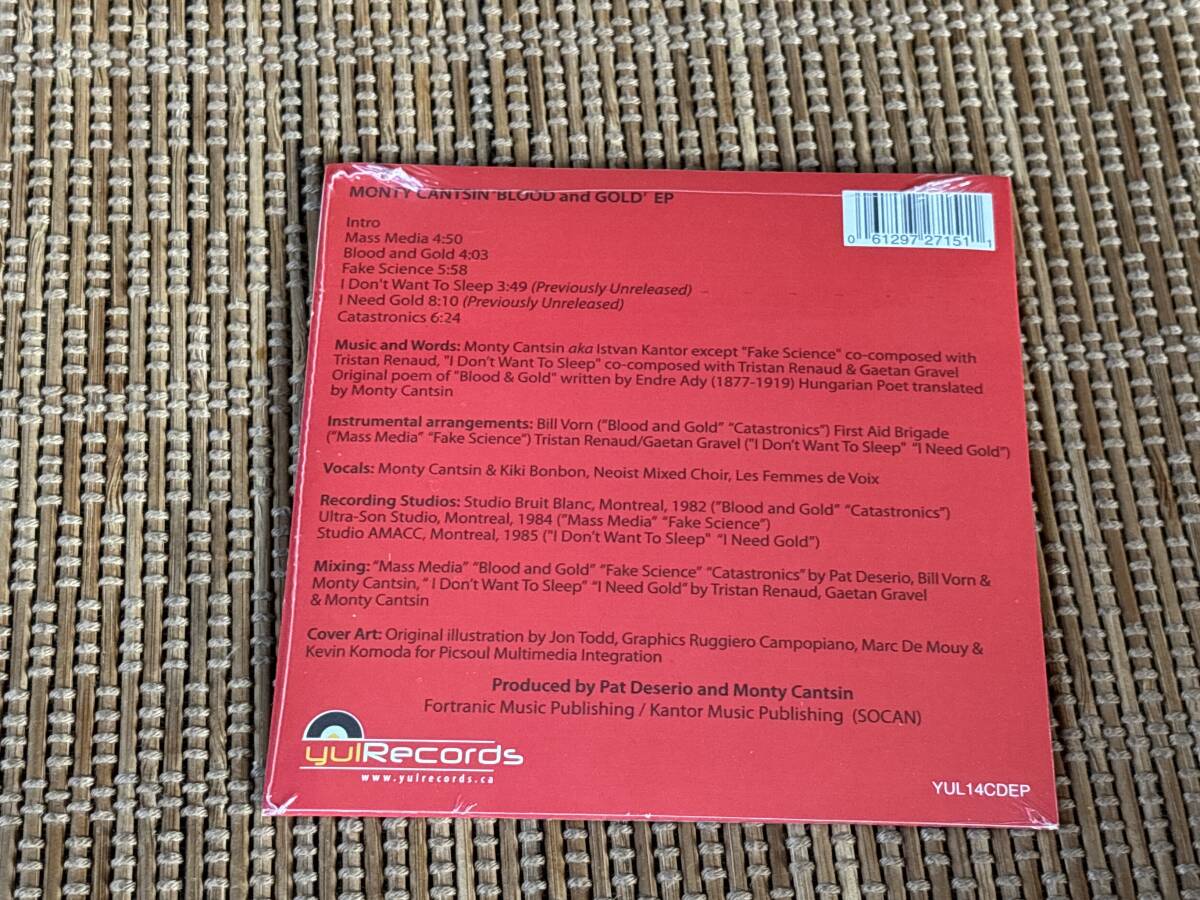 MONTY CANTSIN 'BLOOD and GOLD' EP
0 61297 27151 1
Intro
Mass Media 4:50
Blood and Gold 4:03
Fake Science 5:58
I Don't Want To Sleep 3:49 (Previously Unreleased)
I Need Gold 8:10 (Previously Unreleased)
Catastronics 6:24
Music and Words: Monty Cantsin aka Istvan Kantor except "Fake Science" co-composed with
Tristan Renaud, "I Don't Want To Sleep" co-composed with Tristan Renaud & Gaetan Gravel
Original poem of "Blood & Gold" written by Endre Ady (1877-1919) Hungarian Poet translated
by Monty Cantsin
Instrumental arrangements: Bill Vorn ("Blood and Gold" "Catastronics") First Aid Brigade
("Mass Media" "Fake Science") Tristan Renaud/Gaetan Gravel ("I Don't Want To Sleep" "I Need Gold")
Vocals: Monty Cantsin & Kiki Bonbon, Neoist Mixed Choir, Les Femmes de Voix
Recording Studios: Studio Bruit Blanc, Montreal, 1982 ("Blood and Gold" "Catastronics")
Ultra-Son Studio, Montreal, 1984 ("Mass Media" "Fake Science")
Studio AMACC, Montreal, 1985 ("I Don't Want To Sleep" "I Need Gold")
Mixing: "Mass Media" "Blood and Gold" "Fake Science" "Catastronics" by Pat Deserio, Bill Vorn &
Monty Cantsin, " I Don't Want To Sleep" "I Need Gold" by Tristan Renaud, Gaetan Gravel
& Monty Cantsin
Cover Art: Original illustration by Jon Todd, Graphics Ruggiero Campopiano, Marc De Mouy &
Kevin Komoda for Picsoul Multimedia Integration
Produced by Pat Deserio and Monty Cantsin
Fortranic Music Publishing / Kantor Music Publishing (SOCAN)
yulRecords
www.yulrecords.ca
YUL14CDEP